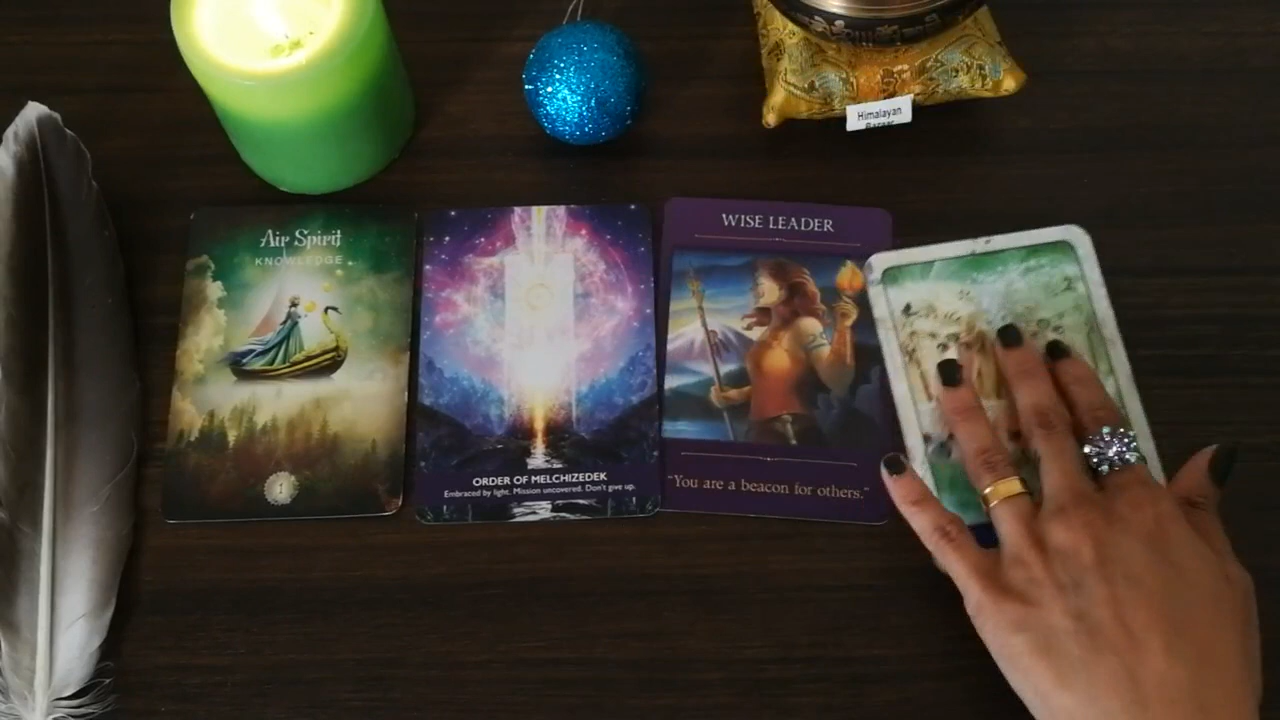 Himalayan
Bazaar
Air Spirit
KNOWLEDGE
1
ORDER OF MELCHIZEDEK
Embraced by light. Mission uncovered. Don't give up.
WISE LEADER
"You are a beacon for others."